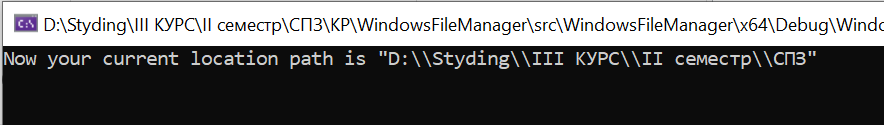 D:\Styding\III КУРС\II семестр\СПЗ\КР\WindowsFileManager\src\WindowsFileManager\x64\Debug\Windo
Now your current location path is "D:\\Styding\\III КУРС\\II семестр\\СПЗ"